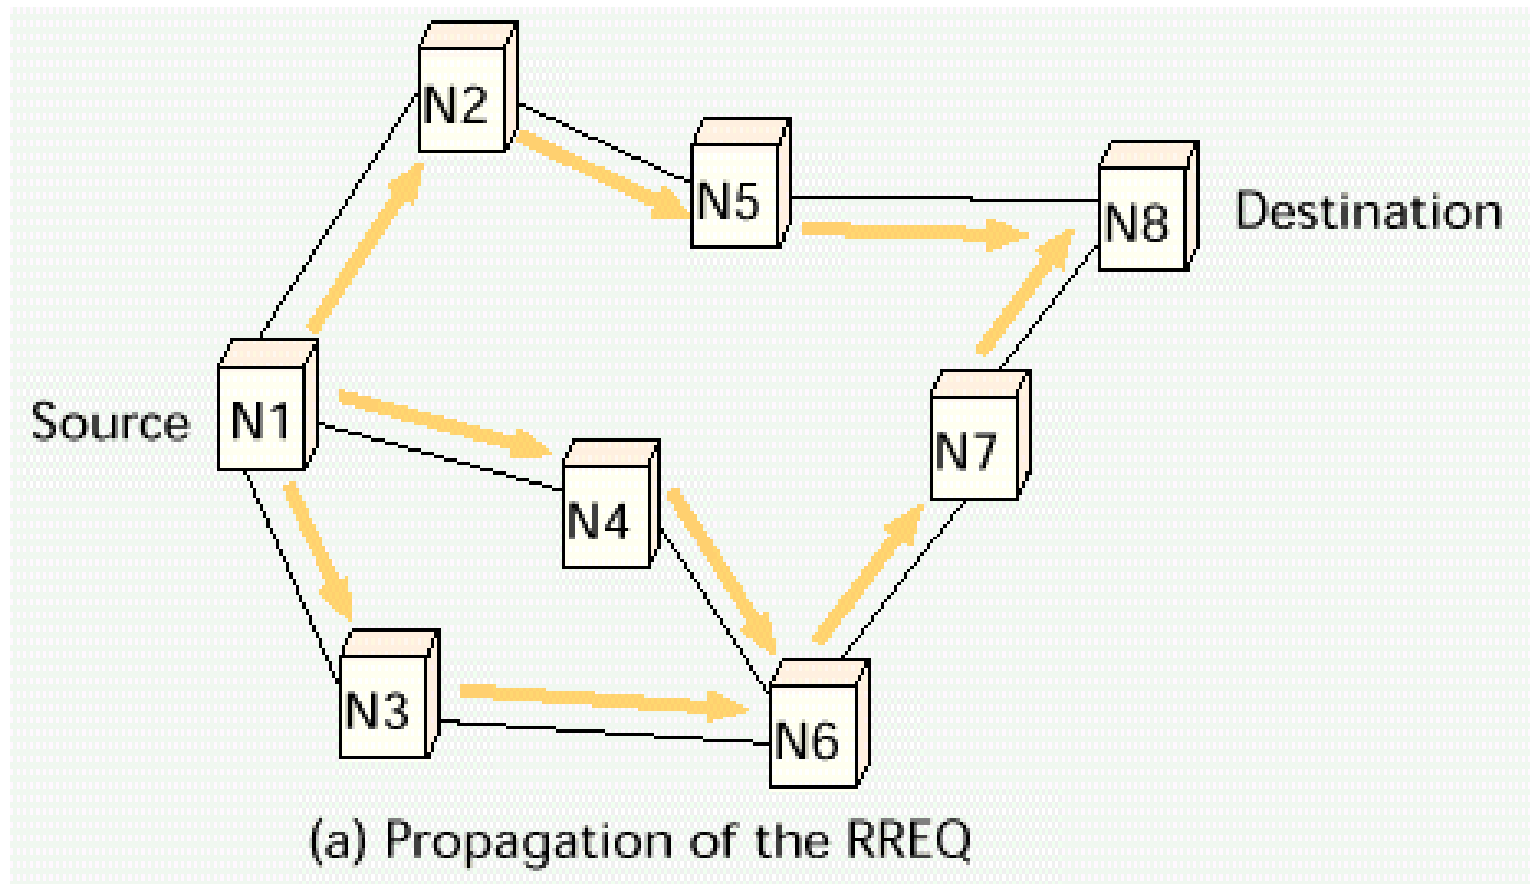 N2
N5
N8
Destination
Source
N1
N7
N4
N3
N6
(a) Propagation of the RREQ